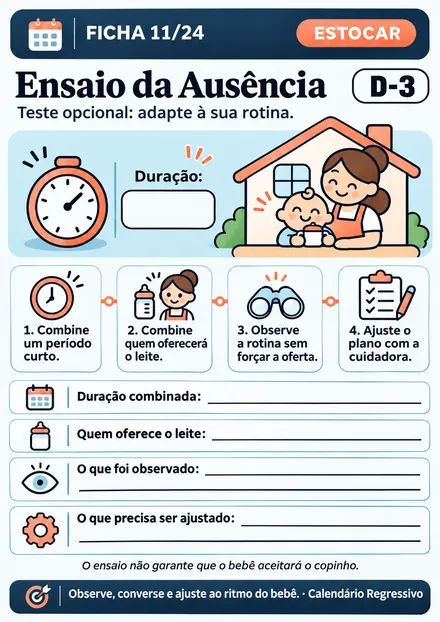 FICHA 11/24
ESTOCAR
Ensaio da Ausência
D-3
Teste opcional: adapte à sua rotina.
Duração:
1. Combine
um período
curto.
2. Combine
quem oferecerá
o leite.
3. Observe
a rotina sem
forçar a oferta.
4. Ajuste o
plano com a
cuidadora.
Duração combinada:
Quem oferece o leite:
O que foi observado:
O que precisa ser ajustado:
O ensaio não garante que o bebê aceitará o copinho.
Observe, converse e ajuste ao ritmo do bebê. · Calendário Regressivo